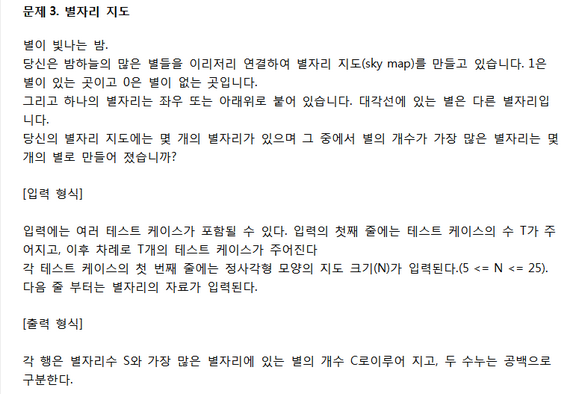 문제 3. 별자리 지도
별이 빛나는 밤.
당신은 밤하늘의 많은 별들을 이리저리 연결하여 별자리 지도(sky map)를 만들고 있습니다. 1은
별이 있는 곳이고 0은 별이 없는 곳입니다.
그리고 하나의 별자리는 좌우 또는 아래위로 붙어 있습니다. 대각선에 있는 별은 다른 별자리입
니다.
당신의 별자리 지도에는 몇 개의 별자리가 있으며 그 중에서 별의 개수가 가장 많은 별자리는 몇
개의 별로 만들어 졌습니까?
[입력 형식]
입력에는 여러 테스트 케이스가 포함될 수 있다. 입력의 첫째 줄에는 테스트 케이스의 수 T가 주
어지고, 이후 차례로 T개의 테스트 케이스가 주어진다
각 테스트 케이스의 첫 번째 줄에는 정사각형 모양의 지도 크기(N)가 입력된다.(5 <= N <= 25).
다음 줄 부터는 별자리의 자료가 입력된다.
[출력 형식]
각 행은 별자리수 S와 가장 많은 별자리에 있는 별의 개수 C로이루어 지고, 두 수누는 공백으로
구분한다.